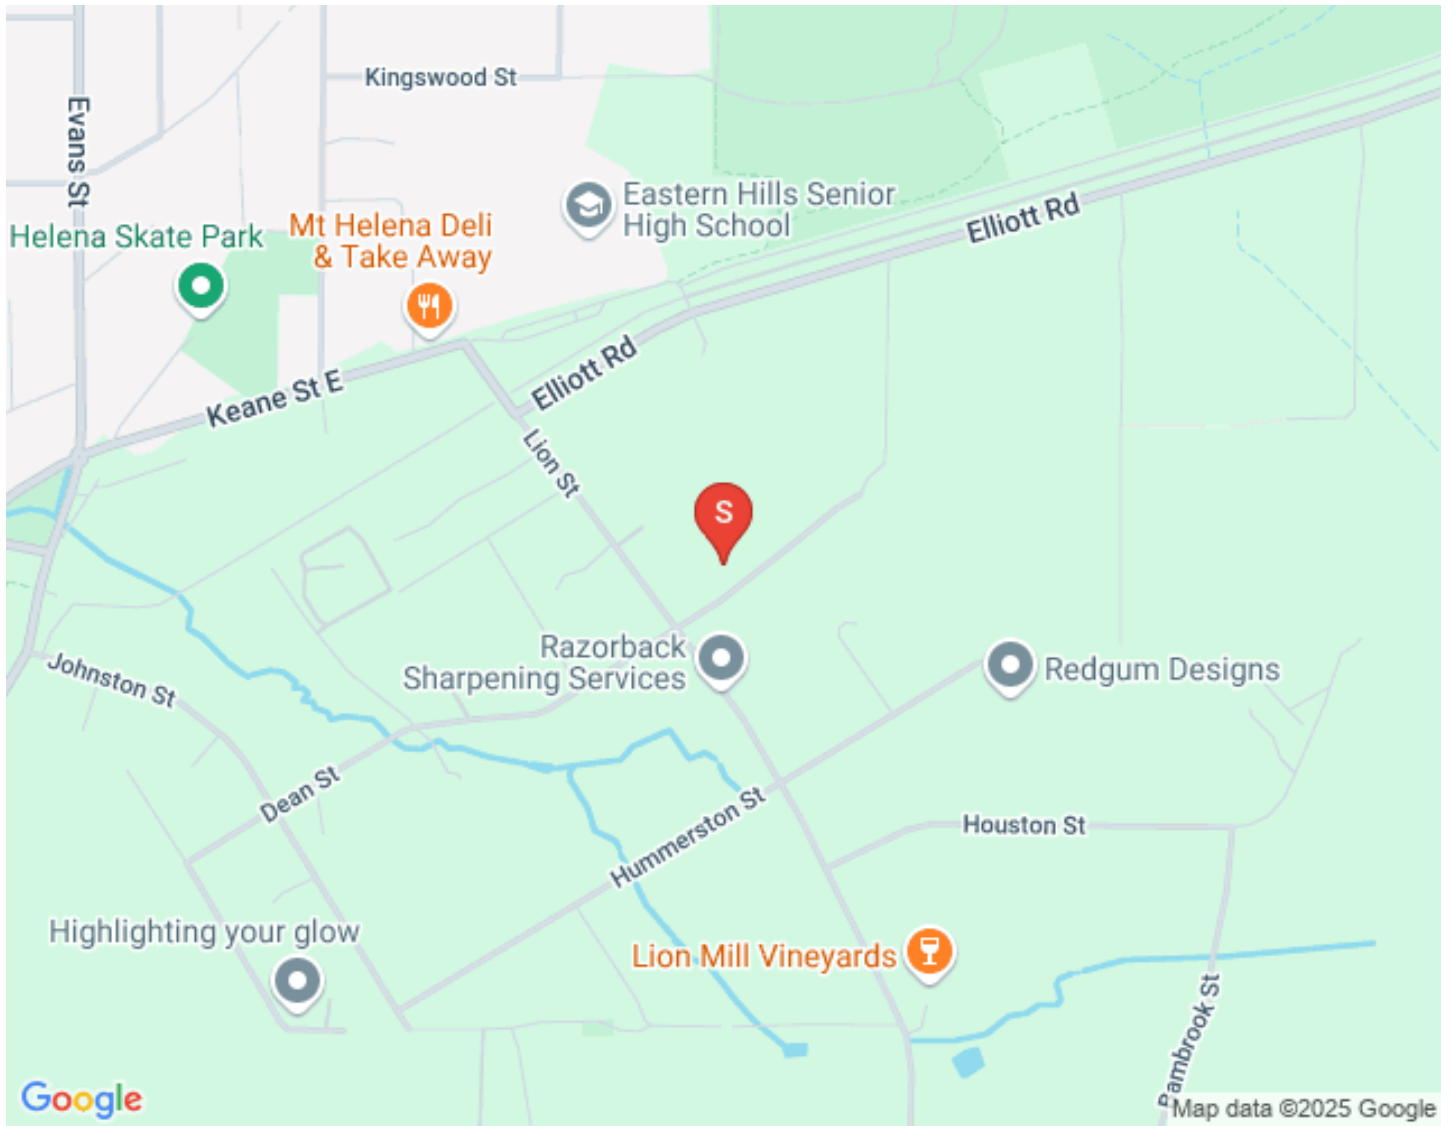 Kingswood St
Evans St
Eastern Hills Senior
High School
Elliott Rd
Helena Skate Park
Mt Helena Deli
& Take Away
Elliott Rd
Keane St E
Lion St
S
Razorback
Sharpening Services
Redgum Designs
Johnston St
Dean St
Hummerston St
Houston St
Highlighting your glow
Lion Mill Vineyards
Bambrook St
Google
Map data ©2025 Google